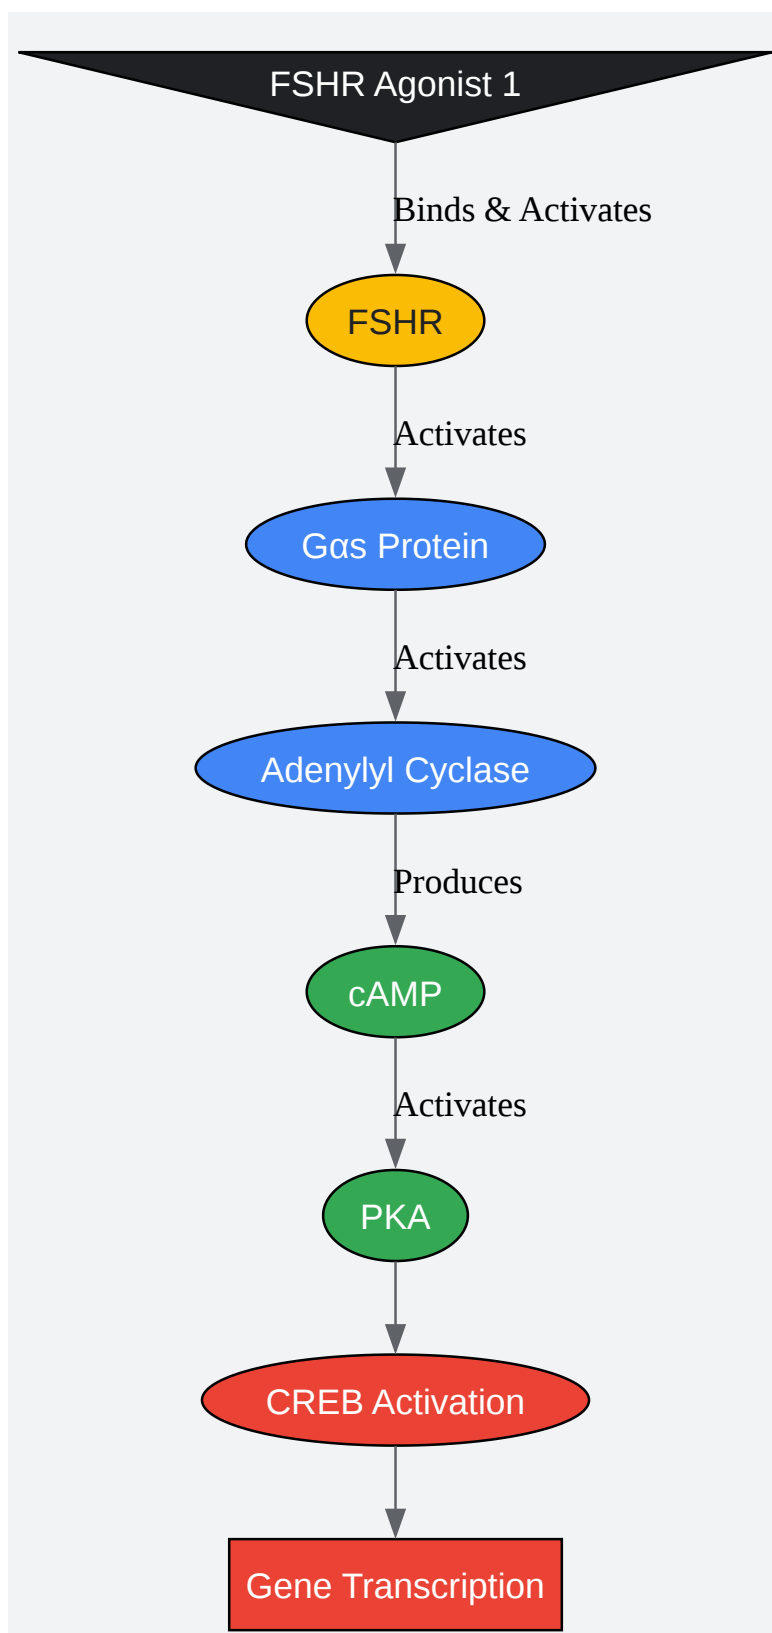 FSHR Agonist 1
Binds & Activates
FSHR
Activates
Gαs Protein
Activates
Adenylyl Cyclase
Produces
cAMP
Activates
PKA
CREB Activation
Gene Transcription